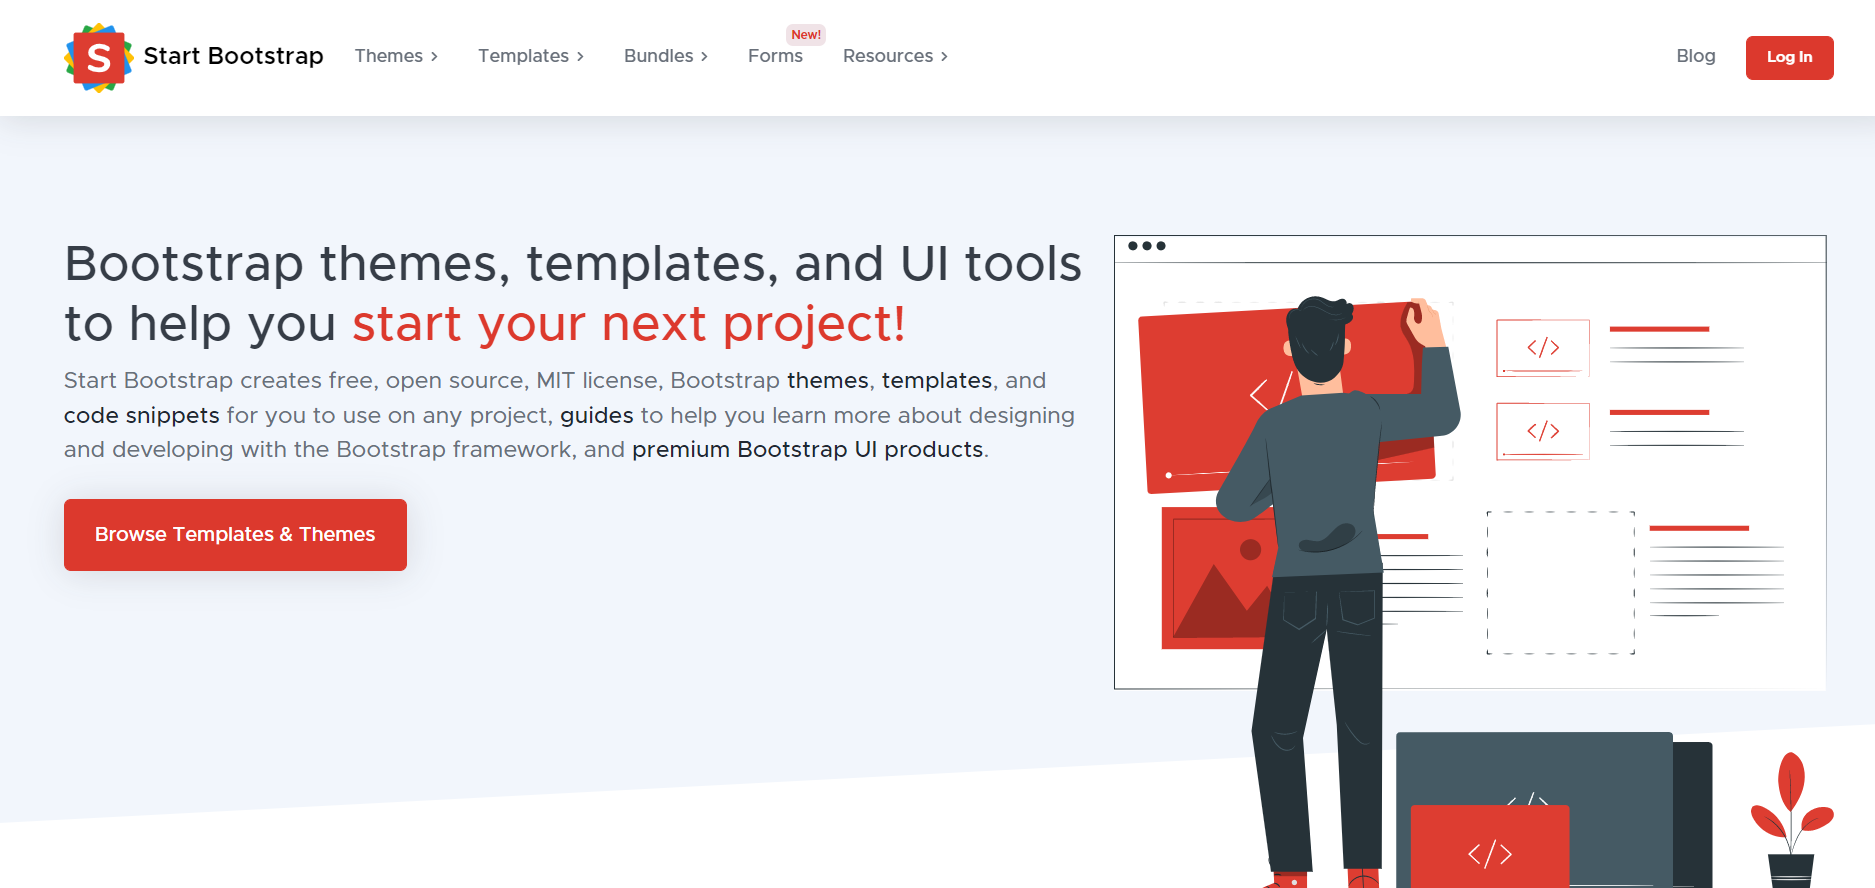 S
Start Bootstrap
Themes
Templates
Bundles
Forms
New!
Resources
Blog
Log In
Bootstrap themes, templates, and UI tools
to help you start your next project!
Start Bootstrap creates free, open source, MIT license, Bootstrap themes, templates, and
code snippets for you to use on any project, guides to help you learn more about designing
and developing with the Bootstrap framework, and premium Bootstrap UI products.
Browse Templates & Themes
</>
</>
</>